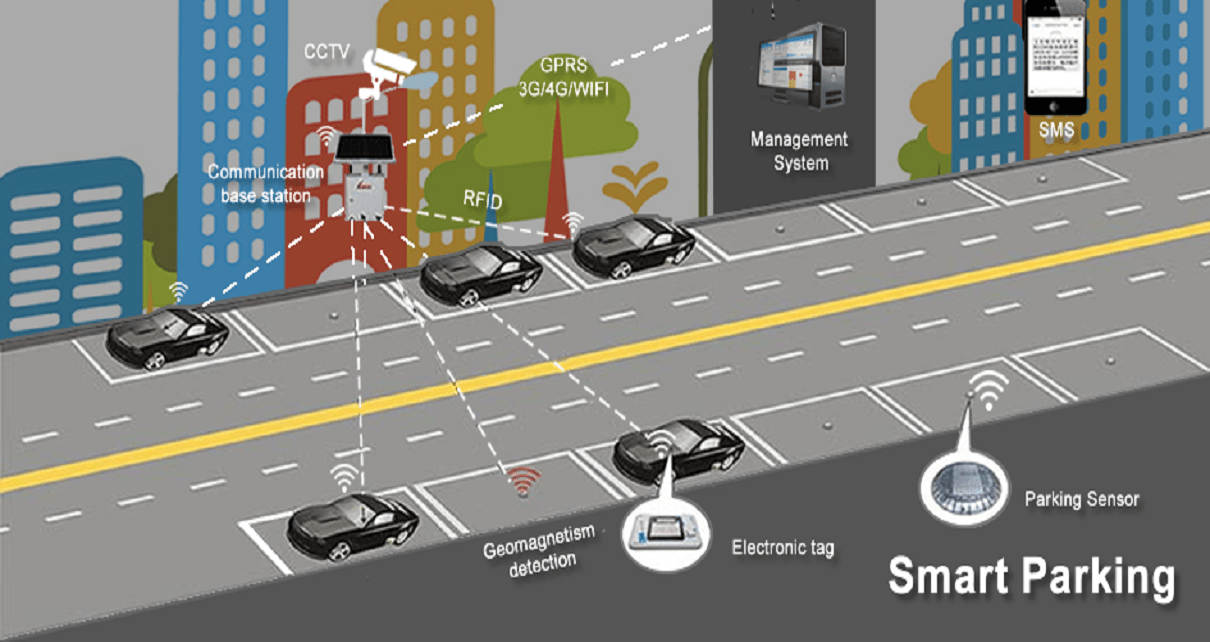 CCTV
GPRS
3G/4G/WIFI
Management
System
SMS
Communication
base station
RFID
Geomagnetism
detection
Electronic tag
Parking Sensor
Smart Parking